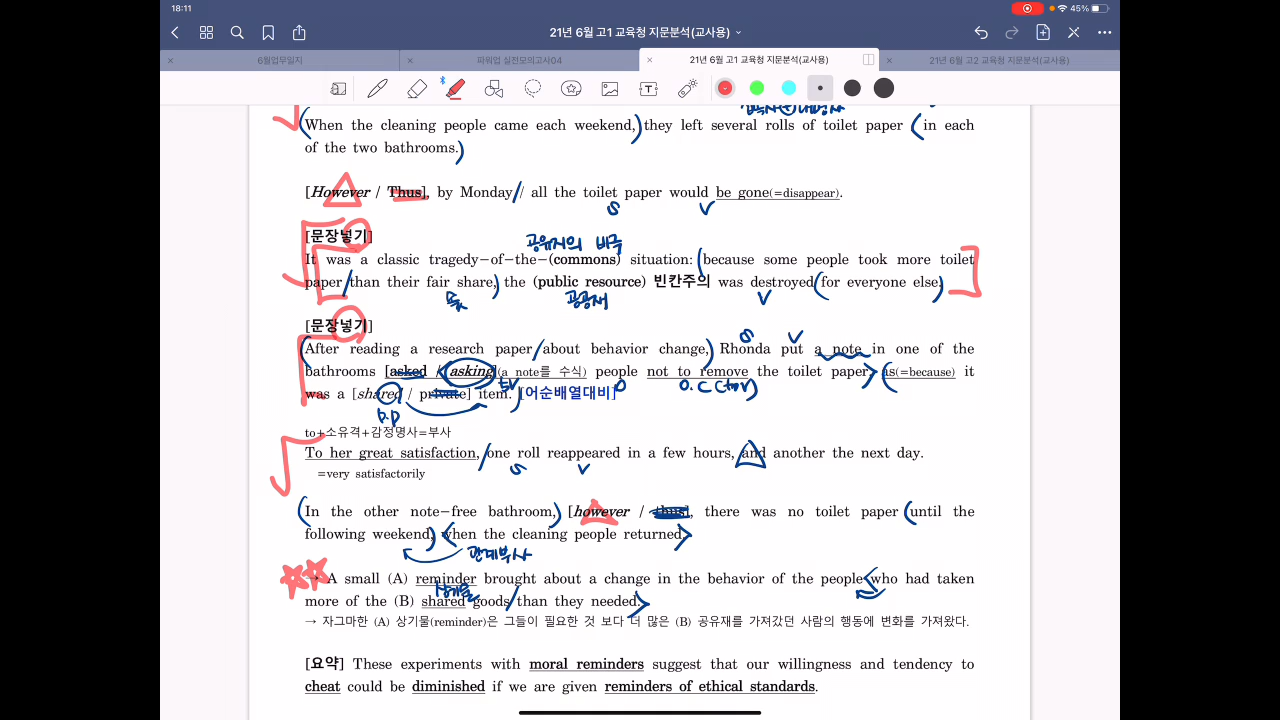 18:11
45%
21년 6월 고1 교육청 지문분석(교사용)
6월업무일지
파워업 실전모의고사04
21년 6월 고1 교육청 지문분석(교사용)
21년 6월 고2 교육청 지문분석(교사용)
When the cleaning people came each weekend, they left several rolls of toilet paper in each
of the two bathrooms.
[However / Thus], by Monday / all the toilet paper would be gone(=disappear).
S V
[문장넣기]
공유지의 비극
It was a classic tragedy-of-the-(commons) situation: because some people took more toilet
paper than their fair share, the (public resource) 빈칸주의 was destroyed for everyone else.
몫 공공재 V
[문장넣기]
S V
After reading a research paper about behavior change, Rhonda put a note in one of the
bathrooms [asked / asking](a note를 수식) people not to remove the toilet paper, as(=because) it
O O.C (to v)
was a [shared / private] item. [어순배열대비]
p.p
to+소유격+감정명사=부사
To her great satisfaction, one roll reappeared in a few hours, and another the next day.
=very satisfactorily S V
In the other note-free bathroom, [however / thus], there was no toilet paper until the
following weekend, when the cleaning people returned.
관계부사
→ A small (A) reminder brought about a change in the behavior of the people who had taken
상기물
more of the (B) shared goods than they needed.
→ 자그마한 (A) 상기물(reminder)은 그들이 필요한 것 보다 더 많은 (B) 공유재를 가져갔던 사람의 행동에 변화를 가져왔다.
[요약] These experiments with moral reminders suggest that our willingness and tendency to
cheat could be diminished if we are given reminders of ethical standards.